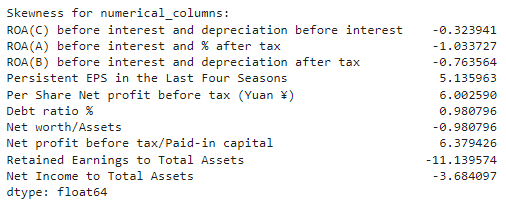 Skewness for numerical_columns:
ROA(C) before interest and depreciation before interest    -0.323941
ROA(A) before interest and % after tax                     -1.033727
ROA(B) before interest and depreciation after tax          -0.763564
Persistent EPS in the Last Four Seasons                     5.135963
Per Share Net profit before tax (Yuan ¥)                    6.002590
Debt ratio %                                                0.980796
Net worth/Assets                                           -0.980796
Net profit before tax/Paid-in capital                       6.379426
Retained Earnings to Total Assets                         -11.139574
Net Income to Total Assets                                 -3.684097
dtype: float64